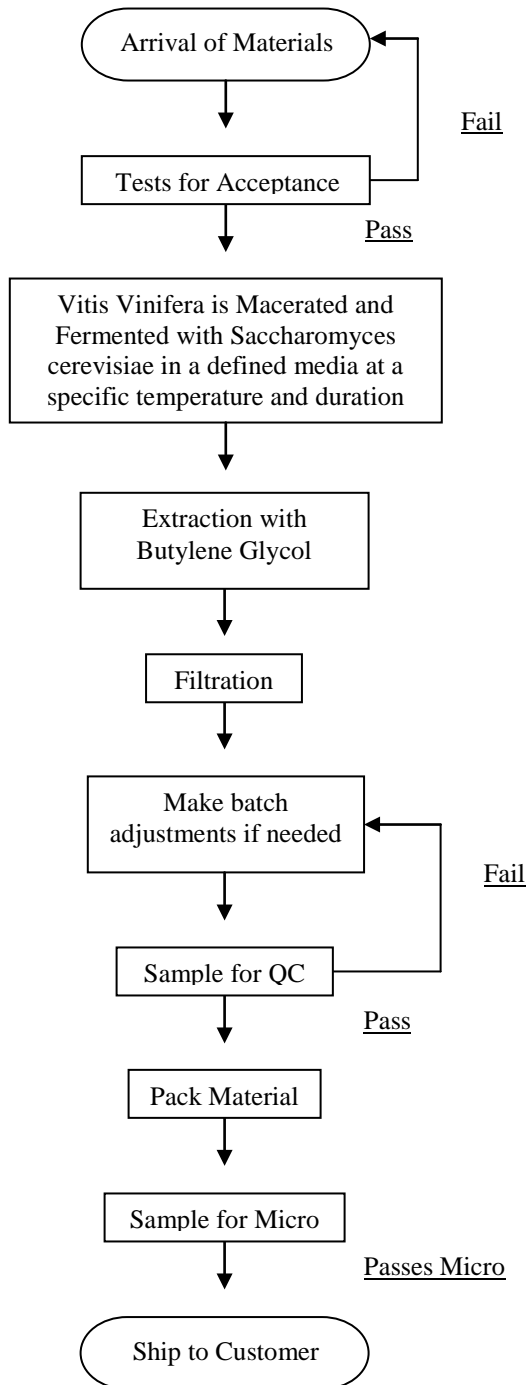 Arrival of Materials
Fail
Tests for Acceptance
Pass
Vitis Vinifera is Macerated and
Fermented with Saccharomyces
cerevisiae in a defined media at a
specific temperature and duration
Extraction with
Butylene Glycol
Filtration
Make batch
adjustments if needed
Fail
Sample for QC
Pass
Pack Material
Sample for Micro
Passes Micro
Ship to Customer